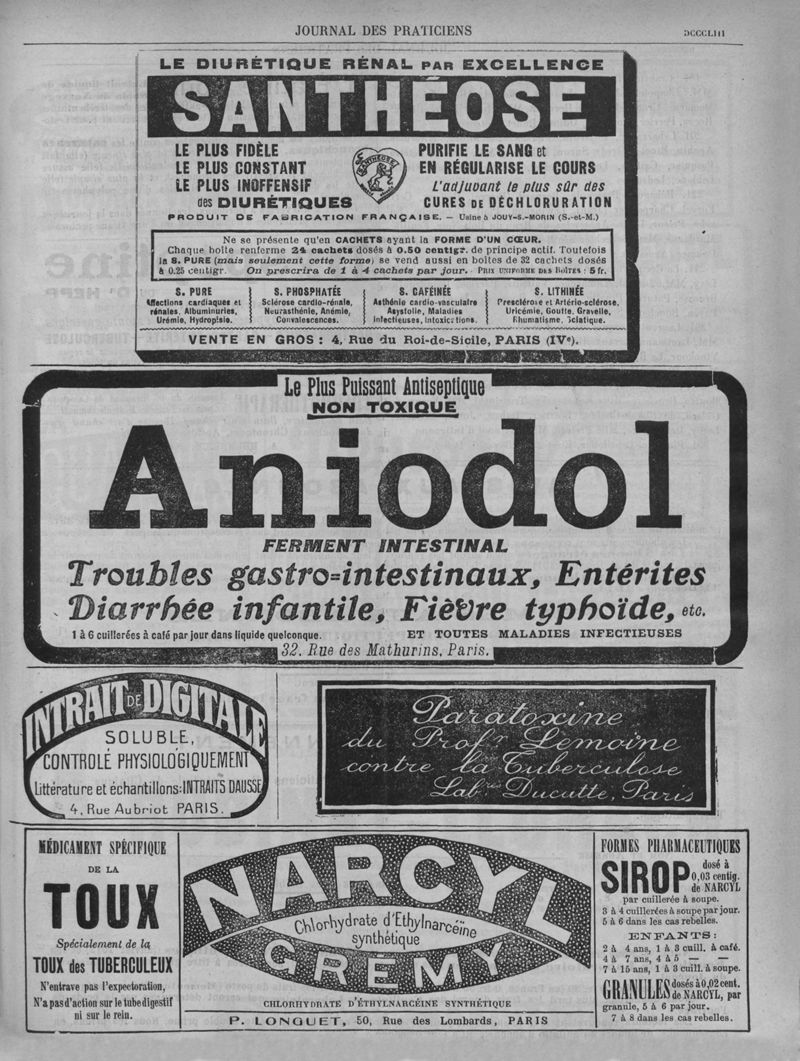 JOURNAL DES PRATICIENS
DCCCLIII
LE DIURÉTIQUE RÉNAL PAR EXCELLENCE
SANTHÉOSE
LE PLUS FIDÈLE
LE PLUS CONSTANT
LE PLUS INOFFENSIF
des DIURÉTIQUES
SANTHÉOSE
PURIFIE LE SANG et
EN RÉGULARISE LE COURS
L'adjuvant le plus sûr des
CURES DE DÉCHLORURATION
PRODUIT DE FABRICATION FRANÇAISE. — Usine à JOUY-S.-MORIN (S.-et-M.)
Ne se présente qu'en CACHETS ayant la FORME D'UN CŒUR.
Chaque boîte renferme 24 cachets dosés à 0.50 centigr. de principe actif. Toutefois
la S. PURE (mais seulement cette forme) se vend aussi en boîtes de 32 cachets dosés
à 0.25 centigr. On prescrira de 1 à 4 cachets par jour. PRIX UNIFORME DES BOÎTES : 5 fr.
S. PURE
Affections cardiaques et
rénales, Albuminuries,
Urémie, Hydropisie.
S. PHOSPHATÉE
Sclérose cardio-rénale,
Neurasthénie, Anémie,
Convalescences.
S. CAFÉINÉE
Asthénie cardio-vasculaire
Asystolie, Maladies
infectieuses, Intoxications.
S. LITHINÉE
Presclérose et Artério-sclérose,
Uricémie, Goutte, Gravelle,
Rhumatisme, Sciatique.
VENTE EN GROS : 4, Rue du Roi-de-Sicile, PARIS (IVe).
Le Plus Puissant Antiseptique
NON TOXIQUE
Aniodol
FERMENT INTESTINAL
Troubles gastro-intestinaux, Entérites
Diarrhée infantile, Fièvre typhoïde, etc.
1 à 6 cuillerées à café par jour dans liquide quelconque. ET TOUTES MALADIES INFECTIEUSES
32, Rue des Mathurins, Paris.
INTRAIT DE DIGITALE
SOLUBLE,
CONTROLÉ PHYSIOLOGIQUEMENT
Littérature et échantillons: INTRAITS DAUSSE
4, Rue Aubriot PARIS.
Paratoxine
du Profr Lemoine
contre la Tuberculose
Labres Ducatte, Paris
MÉDICAMENT SPÉCIFIQUE
DE LA
TOUX
Spécialement de la
TOUX des TUBERCULEUX
N'entrave pas l'expectoration,
N'a pas d'action sur le tube digestif
ni sur le rein.
NARCYL
Chlorhydrate d'Ethylnarcéine
synthétique
GRÉMY
CHLORHYDRATE D'ÉTHYLNARCÉINE SYNTHÉTIQUE
P. LONGUET, 50, Rue des Lombards, PARIS
FORMES PHARMACEUTIQUES
SIROP dosé à
0,03 centig.
de NARCYL
par cuillerée à soupe.
3 à 4 cuillerées à soupe par jour.
5 à 6 dans les cas rebelles.
ENFANTS :
2 à 4 ans, 1 à 3 cuill. à café.
4 à 7 ans, 4 à 5 — —
7 à 15 ans, 1 à 3 cuill. à soupe.
GRANULES dosés à 0,02 cent.
de NARCYL, par
granule, 5 à 6 par jour.
7 à 8 dans les cas rebelles.